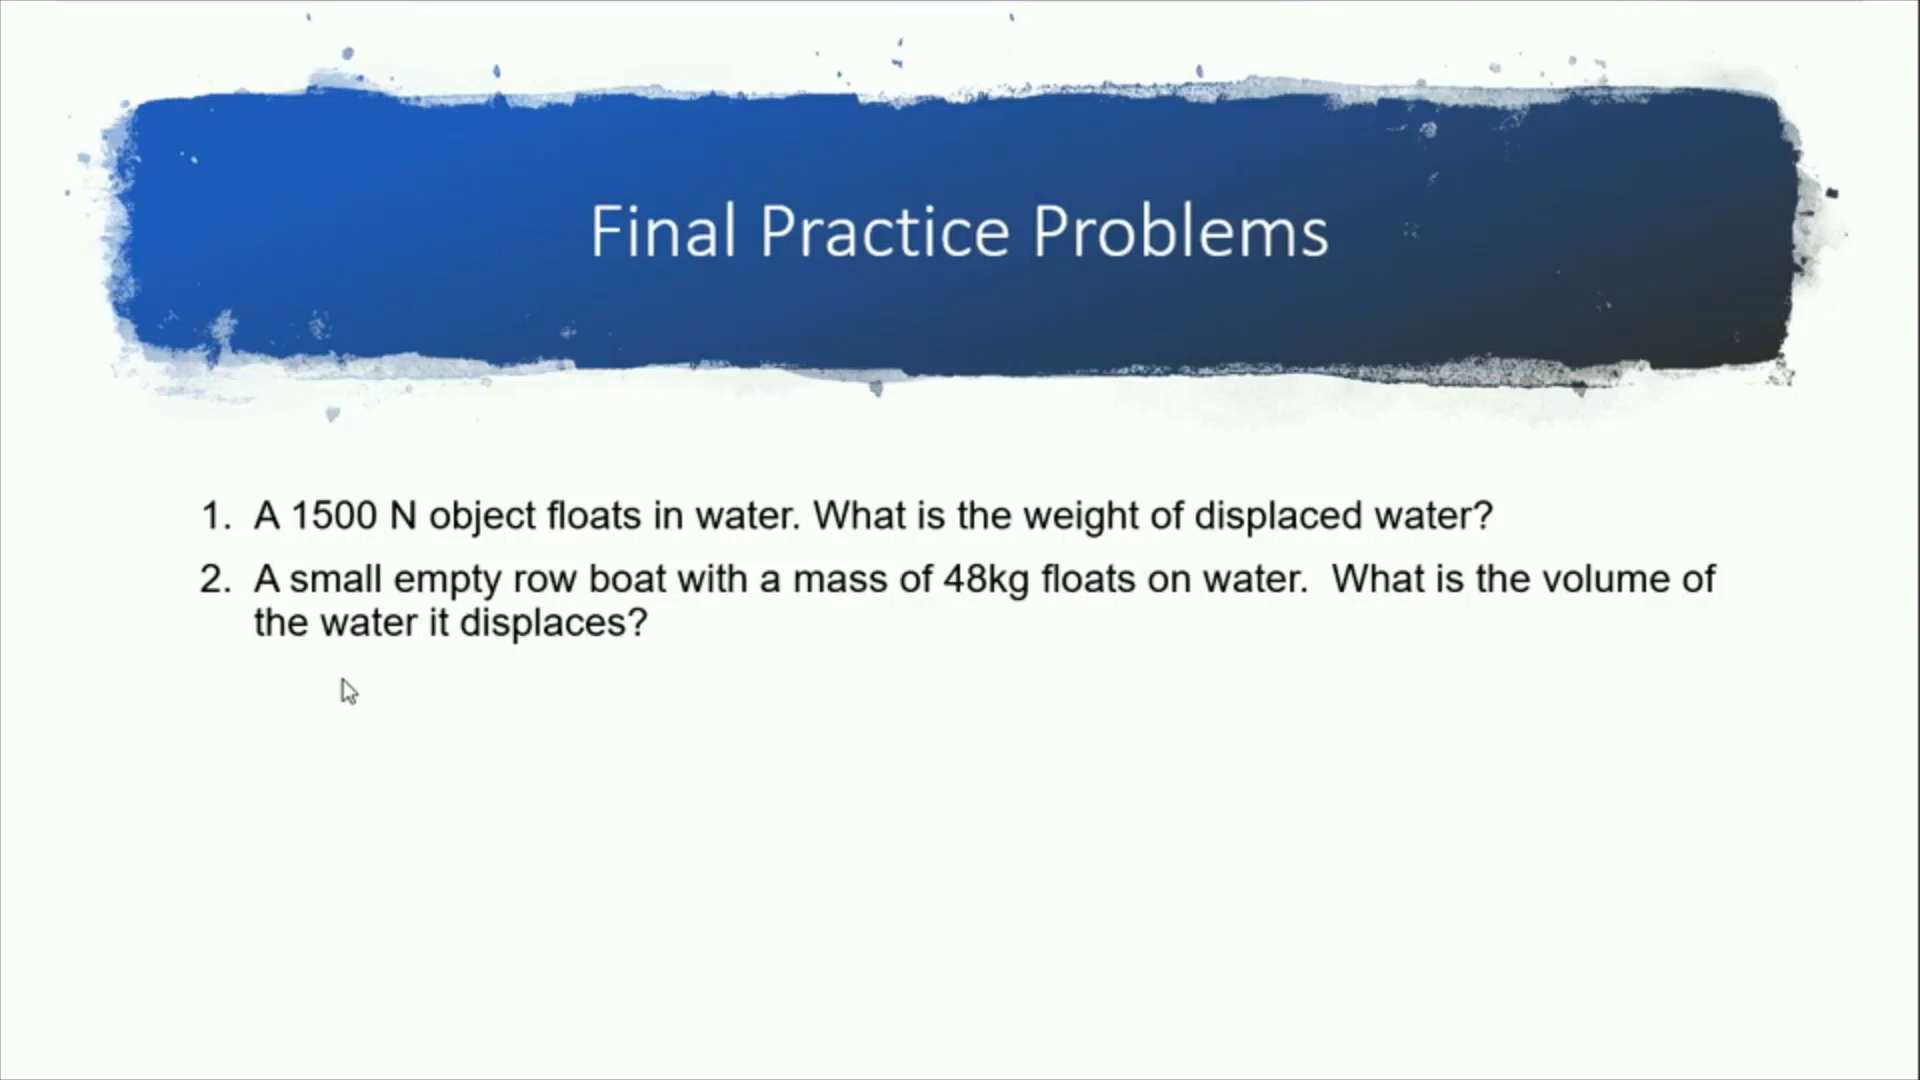 Final Practice Problems
1. A 1500 N object floats in water. What is the weight of displaced water?
2. A small empty row boat with a mass of 48kg floats on water.  What is the volume of
the water it displaces?